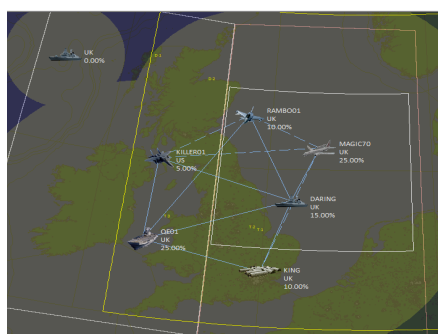 UK
0.00%
RAMBO01
UK
10.00%
MAGIC70
UK
25.00%
KILLER01
US
5.00%
DARING
UK
15.00%
QE01
UK
25.00%
KING
UK
10.00%